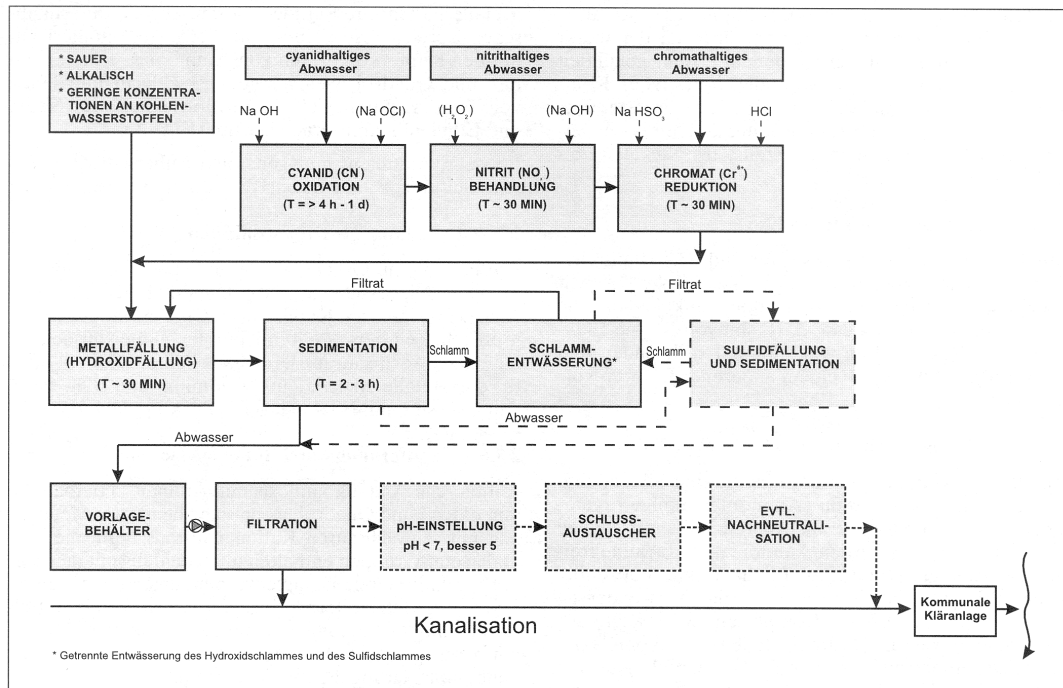 * SAUER
* ALKALISCH
* GERINGE KONZENTRA-
TIONEN AN KOHLEN-
WASSERSTOFFEN
cyanidhaltiges
Abwasser
nitrithaltiges
Abwasser
chromathaltiges
Abwasser
Na OH
(Na OCl)
(H₂O₂)
(Na OH)
Na HSO₃
HCl
CYANID (CN)
OXIDATION
(T = > 4 h - 1 d)
NITRIT (NO₂)
BEHANDLUNG
(T ~ 30 MIN)
CHROMAT (Cr⁶⁺)
REDUKTION
(T ~ 30 MIN)
Filtrat
Filtrat
METALLFÄLLUNG
(HYDROXIDFÄLLUNG)
(T ~ 30 MIN)
SEDIMENTATION
(T = 2 - 3 h)
Schlamm
SCHLAMM-
ENTWÄSSERUNG*
Schlamm
SULFIDFÄLLUNG
UND SEDIMENTATION
Abwasser
Abwasser
VORLAGE-
BEHÄLTER
FILTRATION
pH-EINSTELLUNG
pH < 7, besser 5
SCHLUSS-
AUSTAUSCHER
EVTL.
NACHNEUTRALI-
SATION
Kanalisation
Kommunale
Kläranlage
* Getrennte Entwässerung des Hydroxidschlammes und des Sulfidschlammes